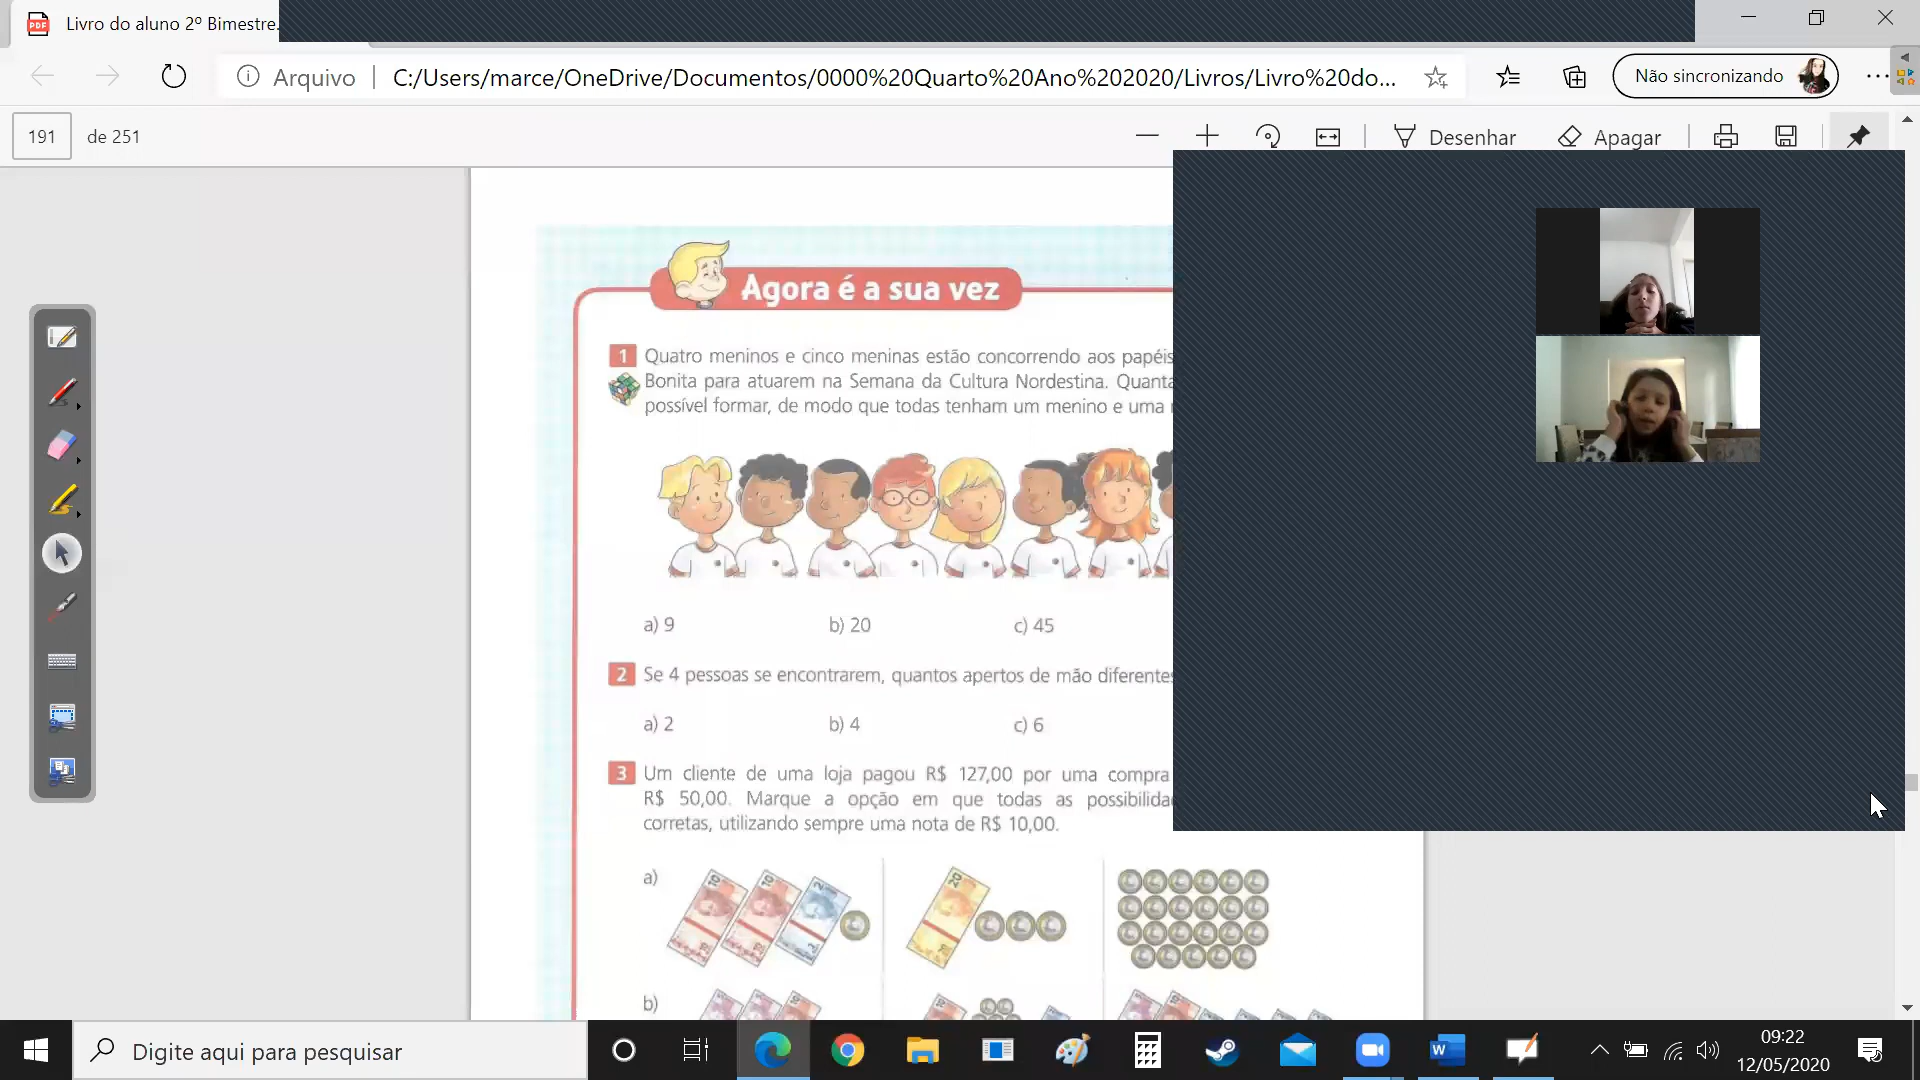 Livro do aluno 2º Bimestre.
Arquivo
C:/Users/marce/OneDrive/Documentos/0000%20Quarto%20Ano%202020/Livros/Livro%20do...
Não sincronizando
191 de 251
Desenhar
Apagar
Agora é a sua vez
1 Quatro meninos e cinco meninas estão concorrendo aos papéis
Bonita para atuarem na Semana da Cultura Nordestina.
possível formar, de modo que todas tenham um menino e uma
a) 9 b) 20 c) 45
2 Se 4 pessoas se encontrarem, quantos apertos de mão diferentes
a) 2 b) 4 c) 6
3 Um cliente de uma loja pagou R$ 127,00 por uma compra
R$ 50,00. Marque a opção em que todas as
corretas, utilizando sempre uma nota de R$ 10,00.
a)
10 10 2 20
b)
Digite aqui para pesquisar
09:22
12/05/2020